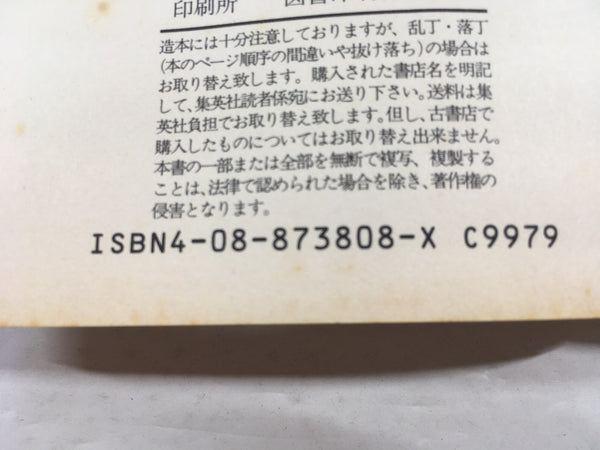 印刷所
造本には十分注意しておりますが、乱丁・落丁
(本のページ順序の間違いや抜け落ち)の場合は
お取り替え致します。購入された書店名を明記
して、集英社読者係宛にお送り下さい。送料は集
英社負担でお取り替え致します。但し、古書店で
購入したものについてはお取り替え出来ません。
本書の一部または全部を無断で複写、複製する
ことは、法律で認められた場合を除き、著作権の
侵害となります。
ISBN4-08-873808-X C9979